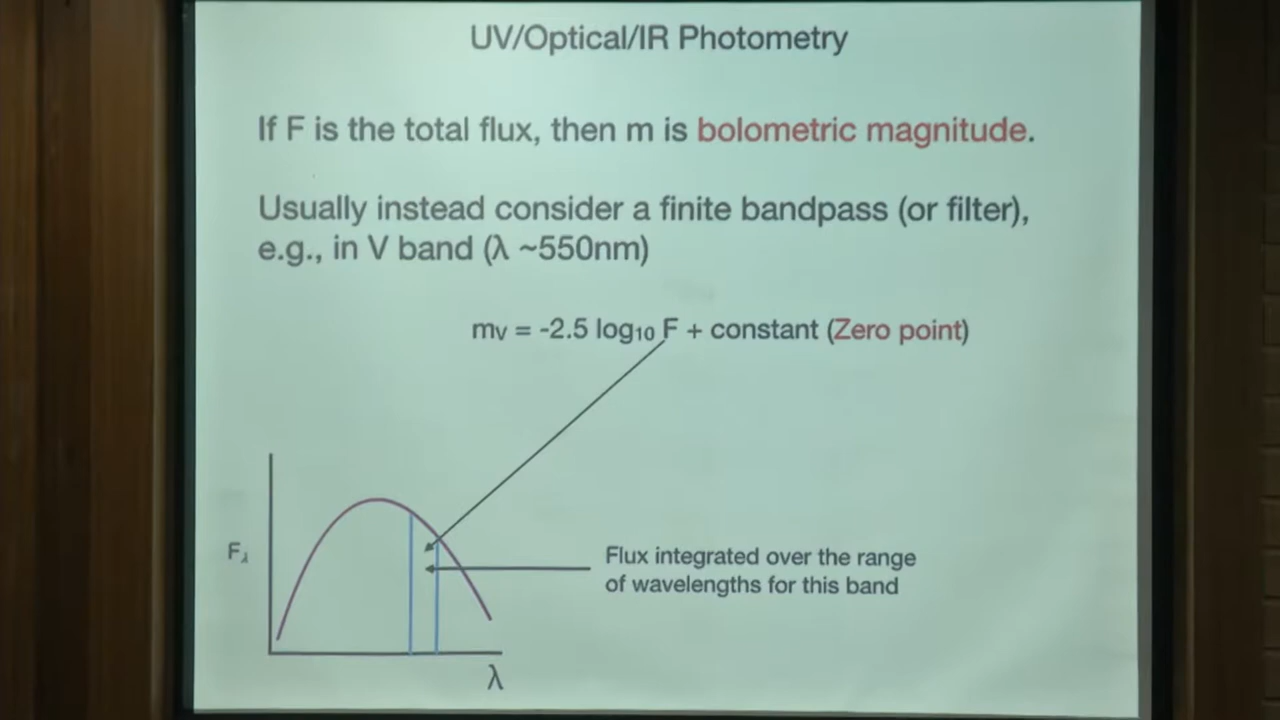 UV/Optical/IR Photometry
If F is the total flux, then m is bolometric magnitude.
Usually instead consider a finite bandpass (or filter),
e.g., in V band (λ ~550nm)
mV = -2.5 log10 F + constant (Zero point)
Fλ
Flux integrated over the range
of wavelengths for this band
λ